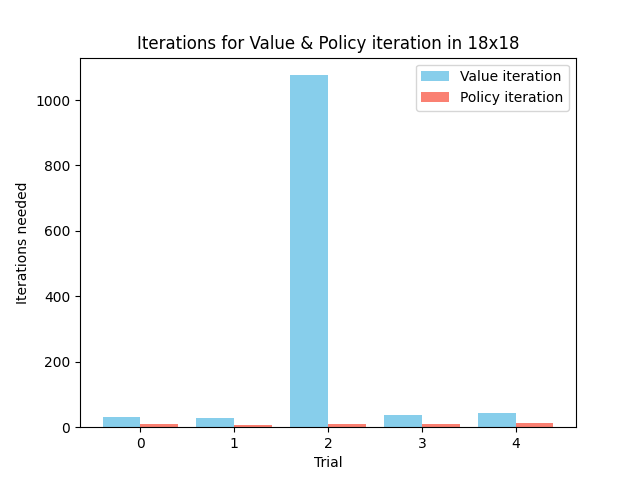 Iterations for Value & Policy iteration in 18x18
Value iteration
Policy iteration
Iterations needed
1000
800
600
400
200
0
0 1 2 3 4
Trial